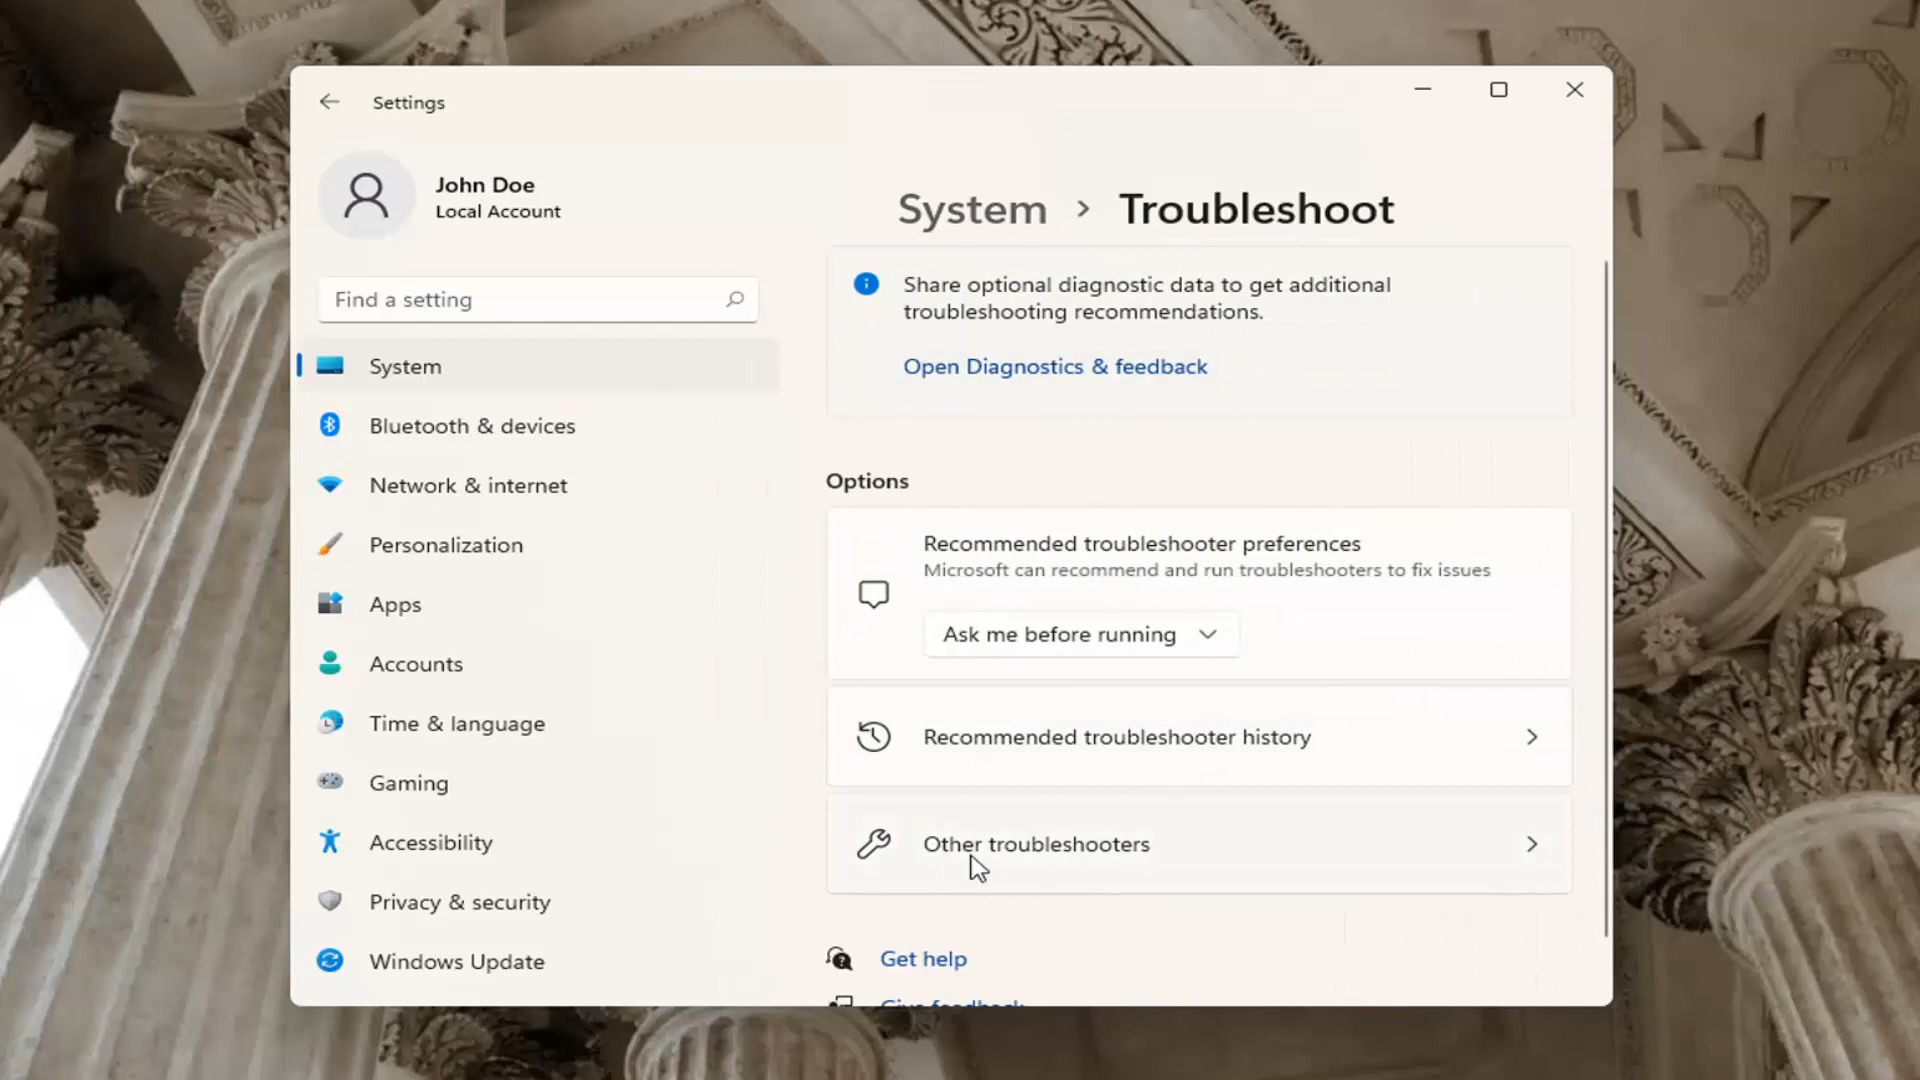 Settings
John Doe
Local Account
Find a setting
System
Bluetooth & devices
Network & internet
Personalization
Apps
Accounts
Time & language
Gaming
Accessibility
Privacy & security
Windows Update
System > Troubleshoot
Share optional diagnostic data to get additional
troubleshooting recommendations.
Open Diagnostics & feedback
Options
Recommended troubleshooter preferences
Microsoft can recommend and run troubleshooters to fix issues
Ask me before running
Recommended troubleshooter history
Other troubleshooters
Get help
Give feedback